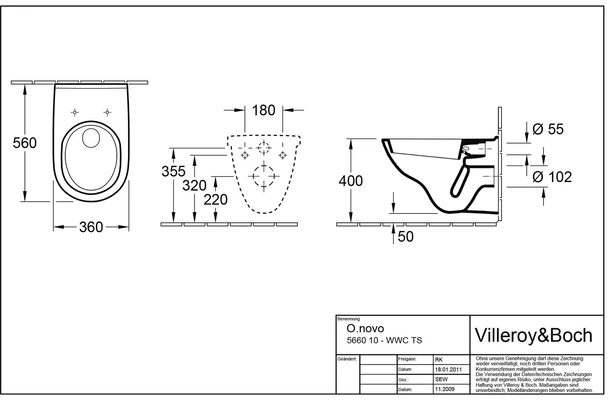 560
360
180
355
320
220
400
50
Ø 55
Ø 102
Benennung
O.novo
5660 10 - WWC TS
Villeroy&Boch
Geändert:
Freigabe: RK
Datum: 18.01.2011
Gez.: SEW
Datum: 11.2009
Ohne unsere Genehmigung darf diese Zeichnung
weder vervielfältigt, noch dritten Personen oder
Konkurrenzfirmen mitgeteilt werden.
Die Verwendung der Daten/technischen Zeichnungen
erfolgt auf eigenes Risiko, unter Ausschluss jeglicher
Haftung von Villeroy & Boch. Maßangaben sind
unverbindlich, Modelländerungen bleiben vorbehalten.